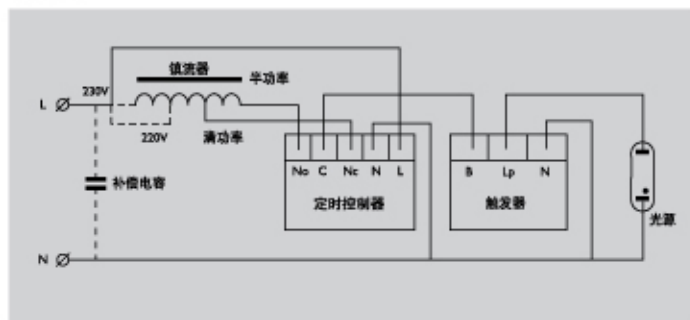 镇流器
半功率
230V
L
220V
满功率
No C Nc N L
B Lp N
补偿电容
定时控制器
触发器
光源
N